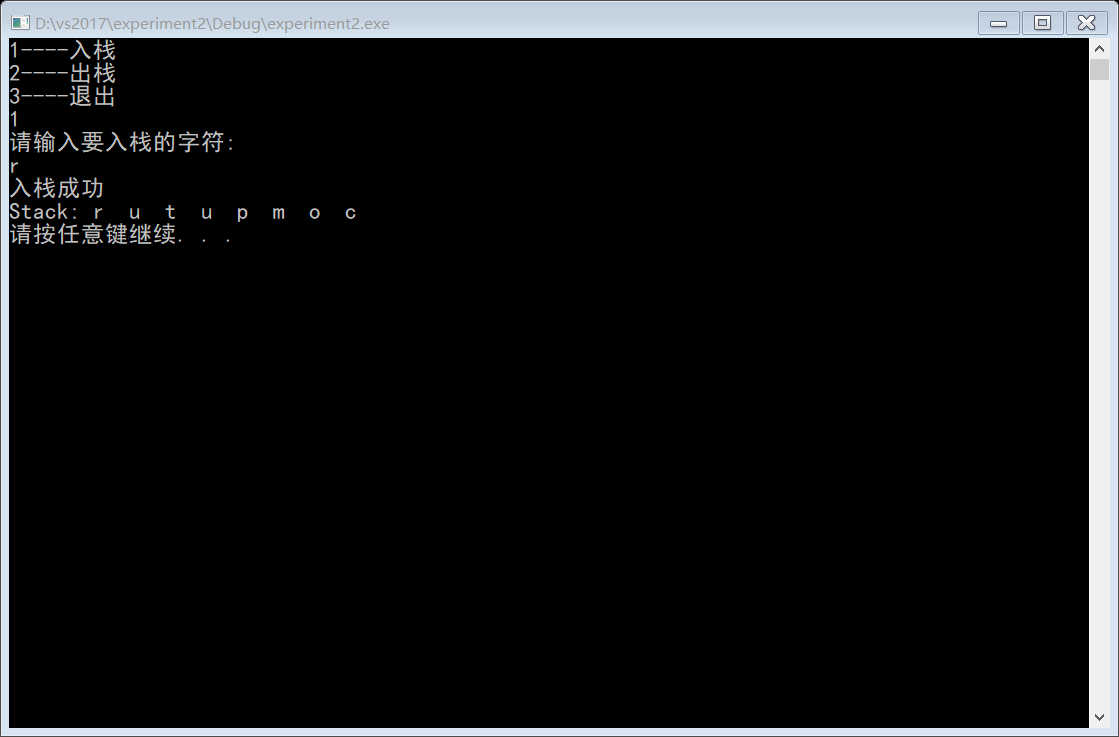 D:\vs2017\experiment2\Debug\experiment2.exe
1----入栈
2----出栈
3----退出
1
请输入要入栈的字符:
r
入栈成功
Stack: r  u  t  u  p  m  o  c
请按任意键继续. . .